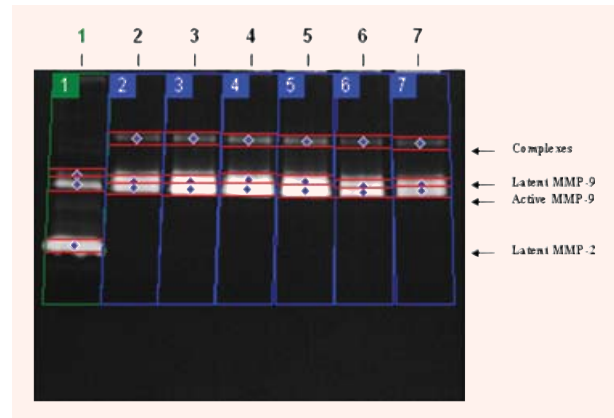 1 2 3 4 5 6 7
1 2 3 4 5 6 7
Complexes
Latent MMP-9
Active MMP-9
Latent MMP-2